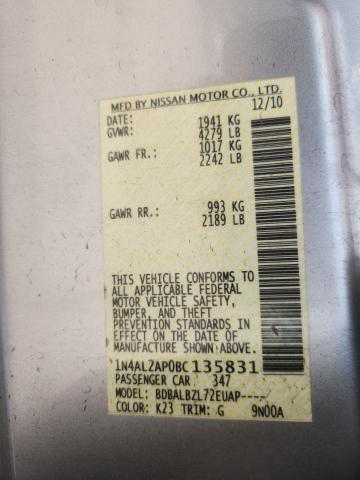 MFD BY NISSAN MOTOR CO., LTD.
DATE: 12/10
GVWR: 1941 KG
4279 LB
GAWR FR.: 1017 KG
2242 LB
GAWR RR.: 993 KG
2189 LB
THIS VEHICLE CONFORMS TO
ALL APPLICABLE FEDERAL
MOTOR VEHICLE SAFETY,
BUMPER, AND THEFT
PREVENTION STANDARDS IN
EFFECT ON THE DATE OF
MANUFACTURE SHOWN ABOVE.
1N4AL2AP0BC135831
PASSENGER CAR 347
MODEL: BDBALBZL72EUAP-----
COLOR: K23 TRIM: G 9N00A